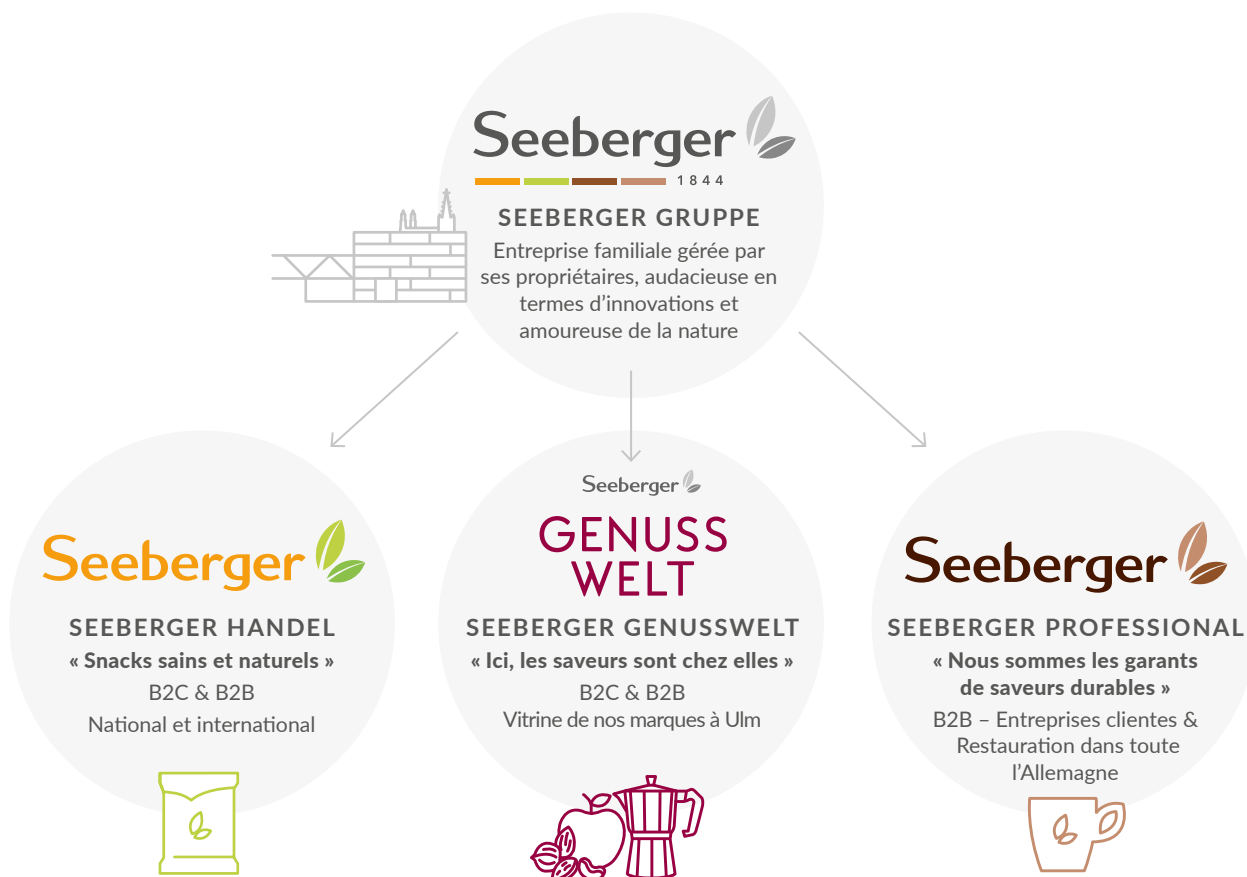 Seeberger
1844
SEEBERGER GRUPPE
Entreprise familiale gérée par
ses propriétaires, audacieuse en
termes d’innovations et
amoureuse de la nature
Seeberger
SEEBERGER HANDEL
« Snacks sains et naturels »
B2C & B2B
National et international
Seeberger
GENUSS
WELT
SEEBERGER GENUSSWELT
« Ici, les saveurs sont chez elles »
B2C & B2B
Vitrine de nos marques à Ulm
Seeberger
SEEBERGER PROFESSIONAL
« Nous sommes les garants
de saveurs durables »
B2B – Entreprises clientes &
Restauration dans toute
l’Allemagne